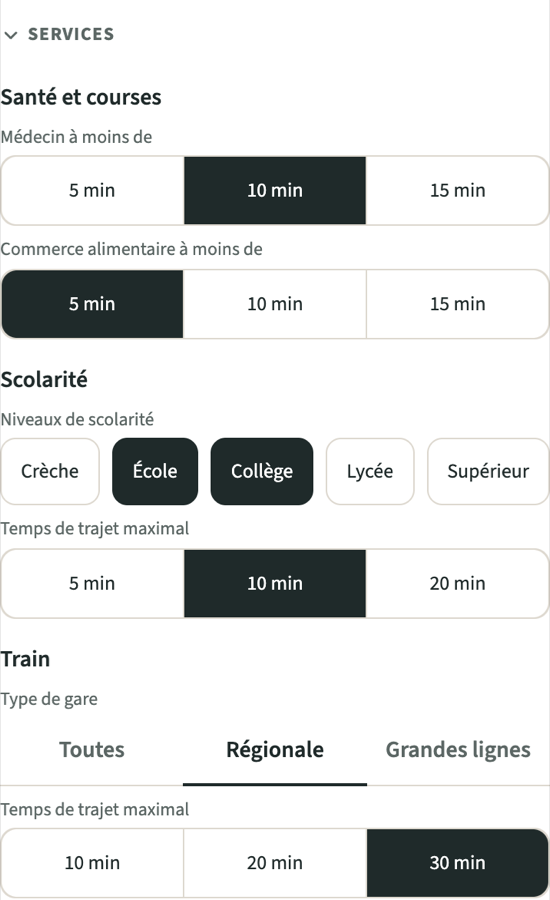 SERVICES
Santé et courses
Médecin à moins de
5 min 10 min 15 min
Commerce alimentaire à moins de
5 min 10 min 15 min
Scolarité
Niveaux de scolarité
Crèche École Collège Lycée Supérieur
Temps de trajet maximal
5 min 10 min 20 min
Train
Type de gare
Toutes Régionale Grandes lignes
Temps de trajet maximal
10 min 20 min 30 min